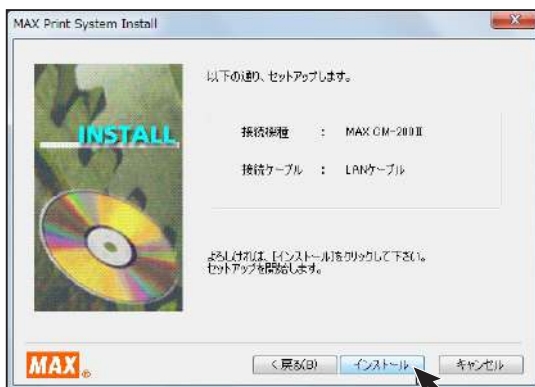 MAX Print System Install
以下の通り、セットアップします。
INSTALL
接続機種 : MAX CM-200Ⅱ
接続ケーブル : LANケーブル
よろしければ、[インストール]をクリックして下さい。
セットアップを開始します。
MAX®
< 戻る(B)
インストール
キャンセル